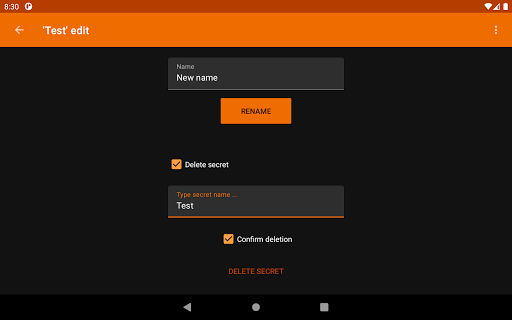 8:30
'Test' edit
Name
New name
RENAME
Delete secret
Type secret name ...
Test
Confirm deletion
DELETE SECRET